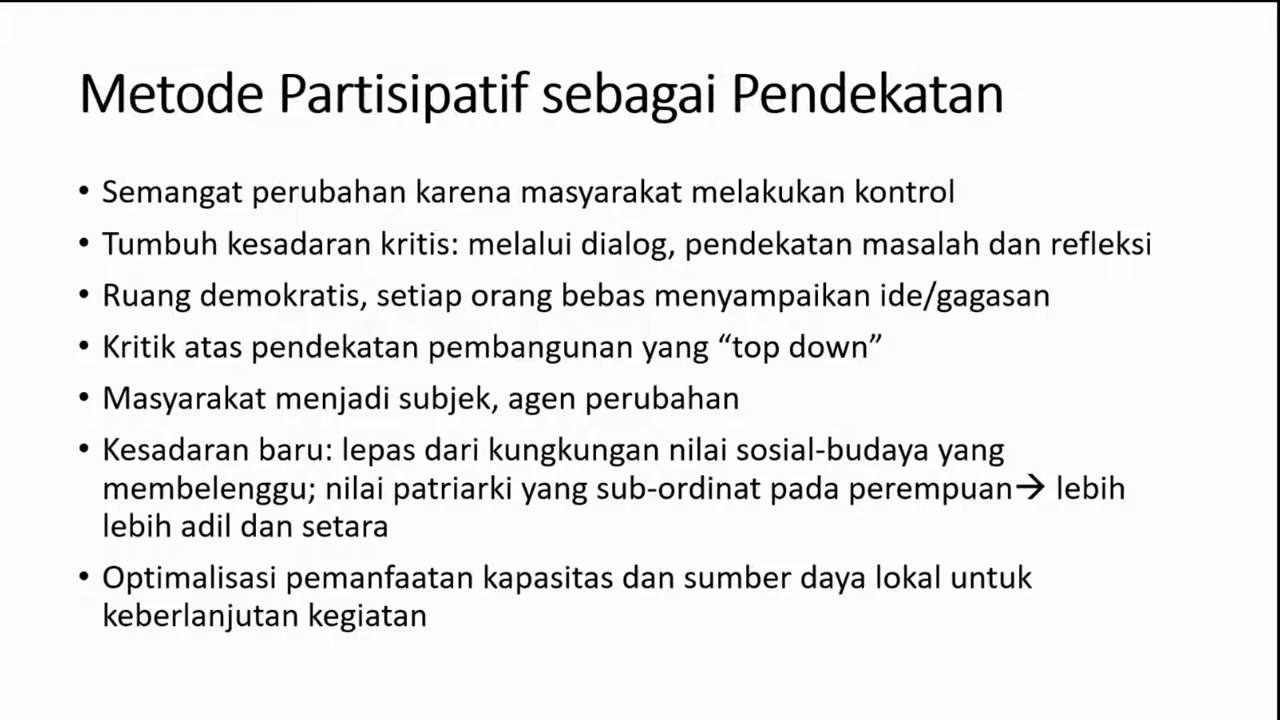 Metode Partisipatif sebagai Pendekatan
• Semangat perubahan karena masyarakat melakukan kontrol
• Tumbuh kesadaran kritis: melalui dialog, pendekatan masalah dan refleksi
• Ruang demokratis, setiap orang bebas menyampaikan ide/gagasan
• Kritik atas pendekatan pembangunan yang “top down”
• Masyarakat menjadi subjek, agen perubahan
• Kesadaran baru: lepas dari kungkungan nilai sosial-budaya yang
membelenggu; nilai patriarki yang sub-ordinat pada perempuan→ lebih
lebih adil dan setara
• Optimalisasi pemanfaatan kapasitas dan sumber daya lokal untuk
keberlanjutan kegiatan